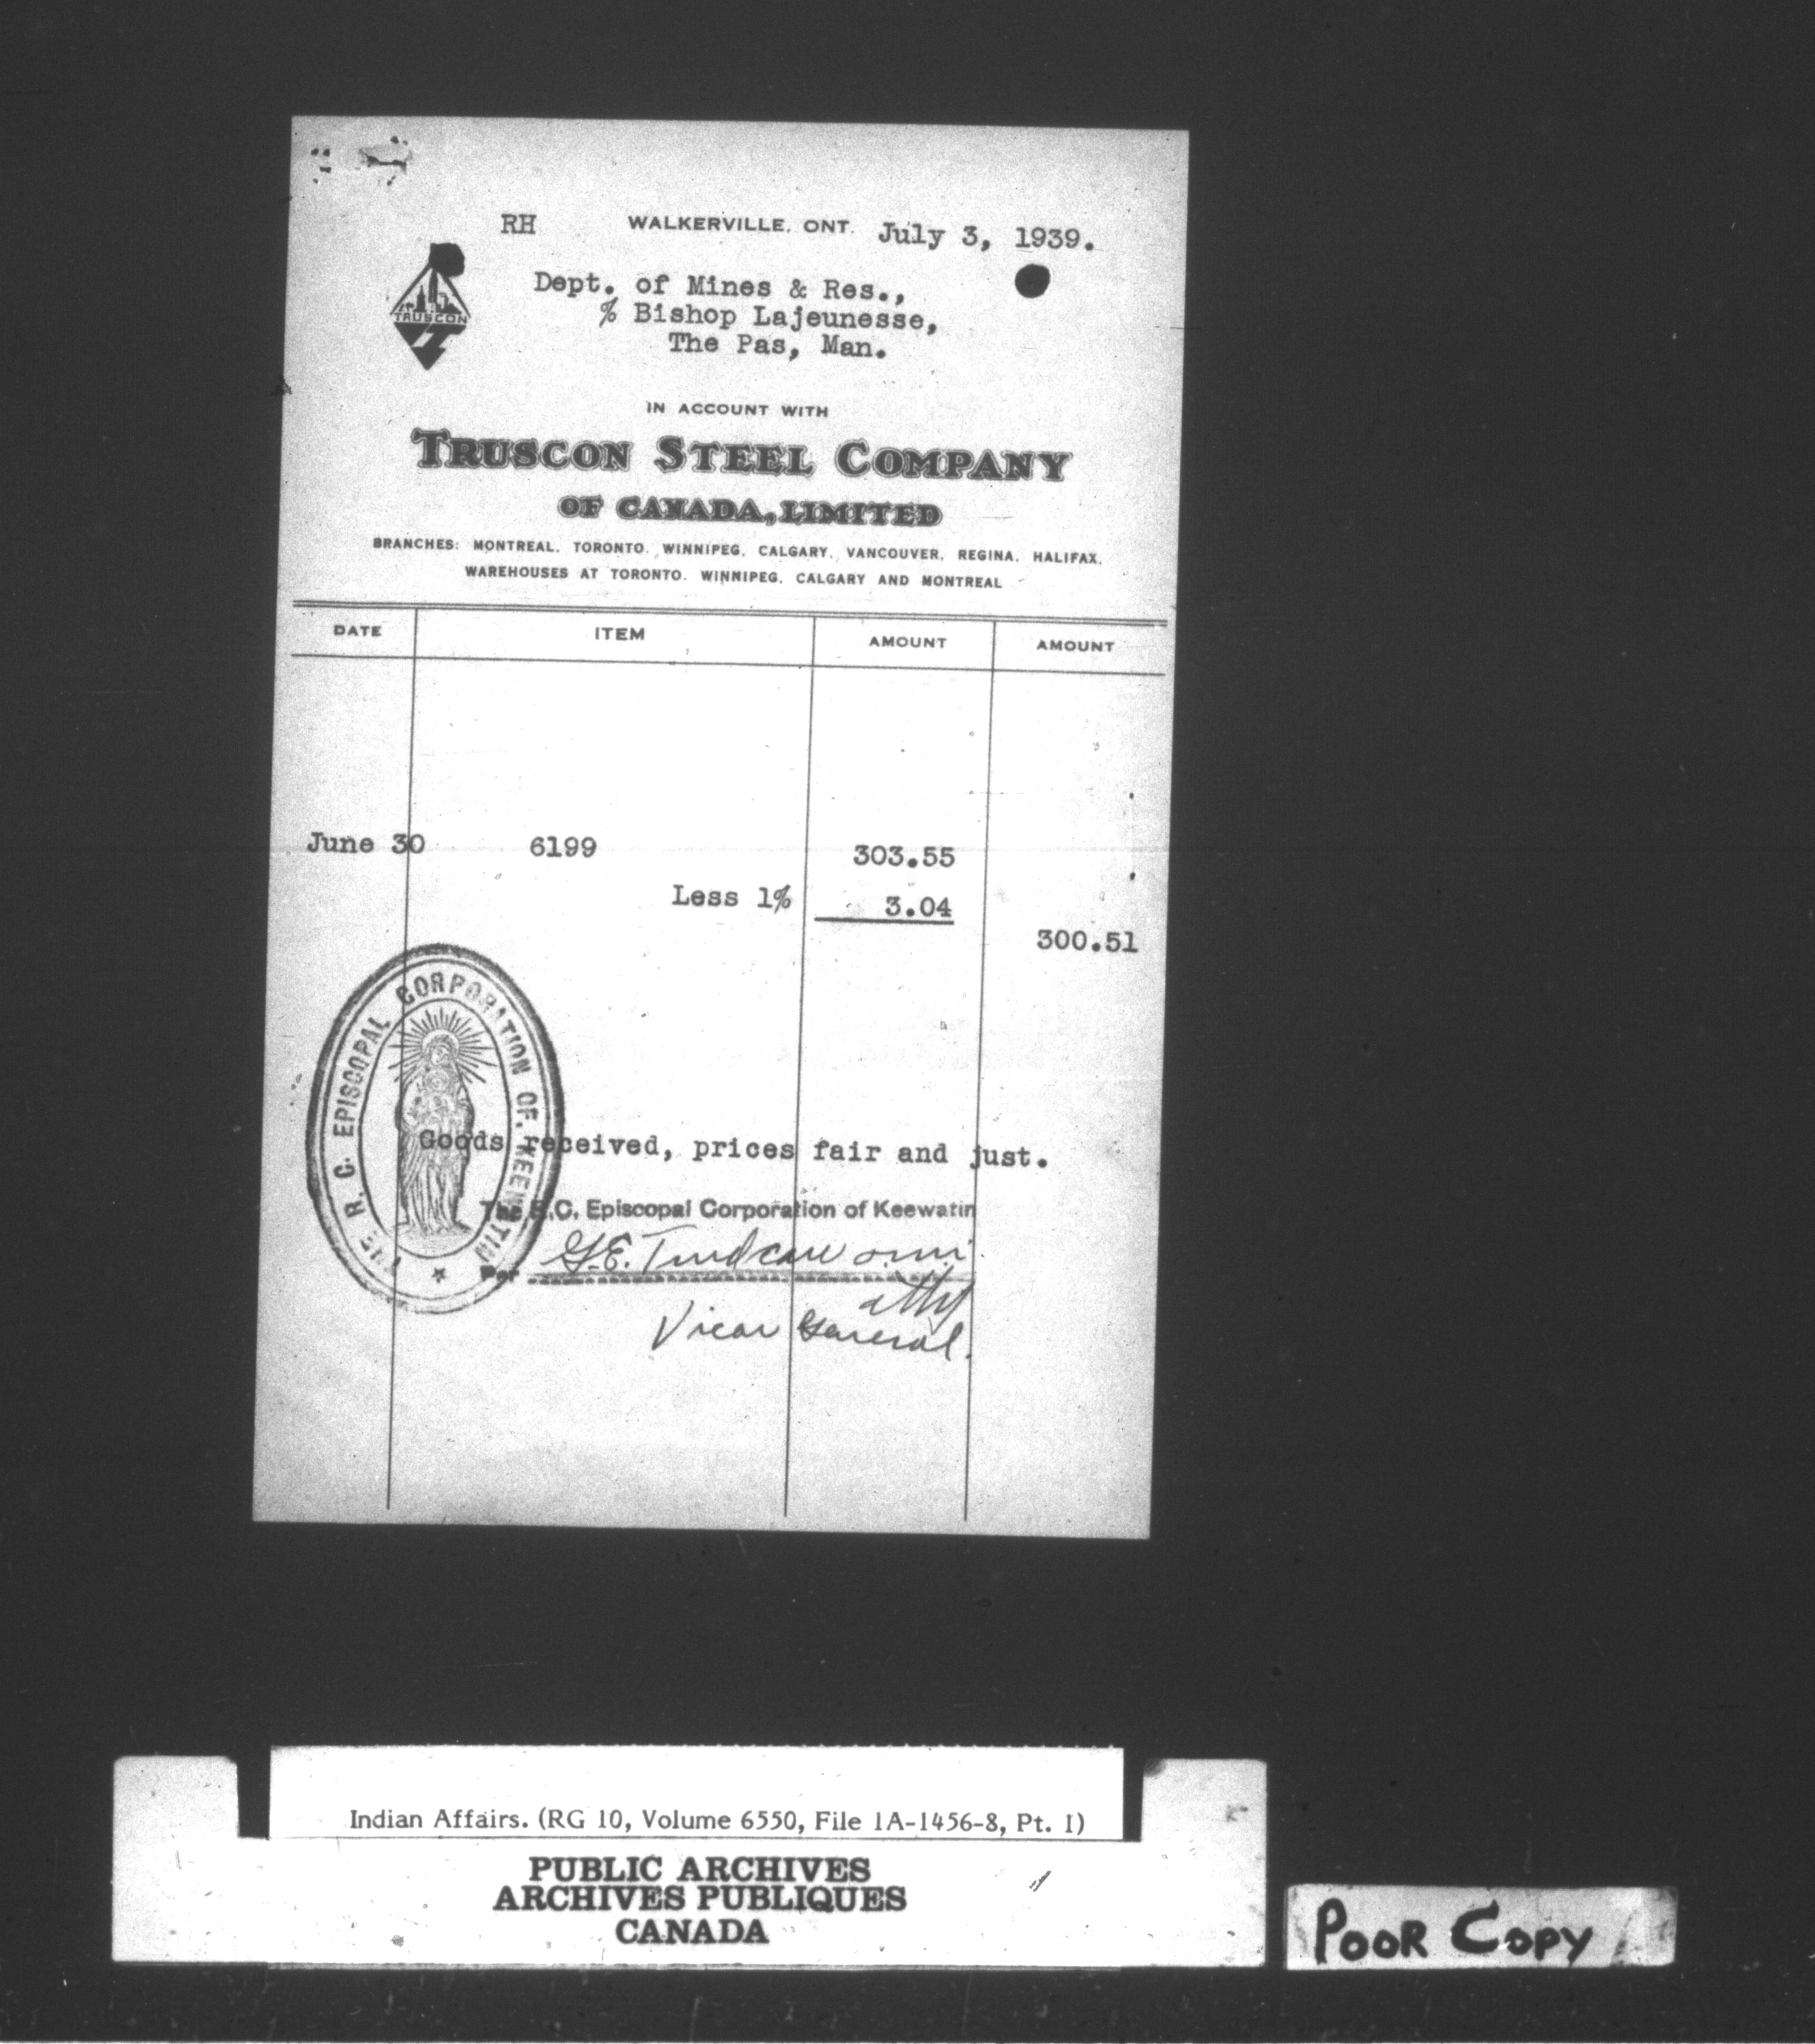 RH WALKERVILLE, ONT. July 3, 1939.
TRUSCON
Dept. of Mines & Res.,
% Bishop Lajeunesse,
The Pas, Man.
IN ACCOUNT WITH
TRUSCON STEEL COMPANY
OF CANADA, LIMITED
BRANCHES: MONTREAL, TORONTO, WINNIPEG, CALGARY, VANCOUVER, REGINA, HALIFAX,
WAREHOUSES AT TORONTO, WINNIPEG, CALGARY AND MONTREAL
DATE ITEM AMOUNT AMOUNT
June 30 6199 303.55
Less 1% 3.04
300.51
THE R. C. EPISCOPAL CORPORATION OF KEEWATIN
Goods received, prices fair and just.
The R.C. Episcopal Corporation of Keewatin
Per G.E. Trudeau o.m.i.
atty
Vicar General.
Indian Affairs. (RG 10, Volume 6550, File 1A-1456-8, Pt. 1)
PUBLIC ARCHIVES
ARCHIVES PUBLIQUES
CANADA
POOR COPY